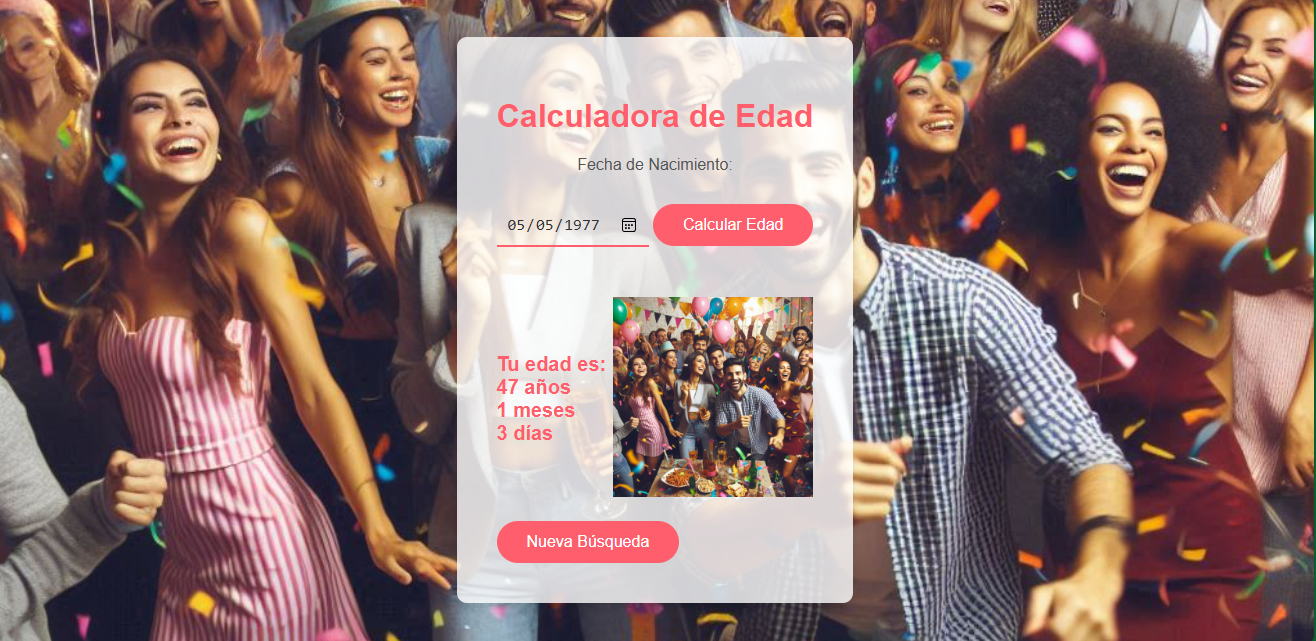 Calculadora de Edad
Fecha de Nacimiento:
05/05/1977
Calcular Edad
Tu edad es:
47 años
1 meses
3 días
Nueva Búsqueda